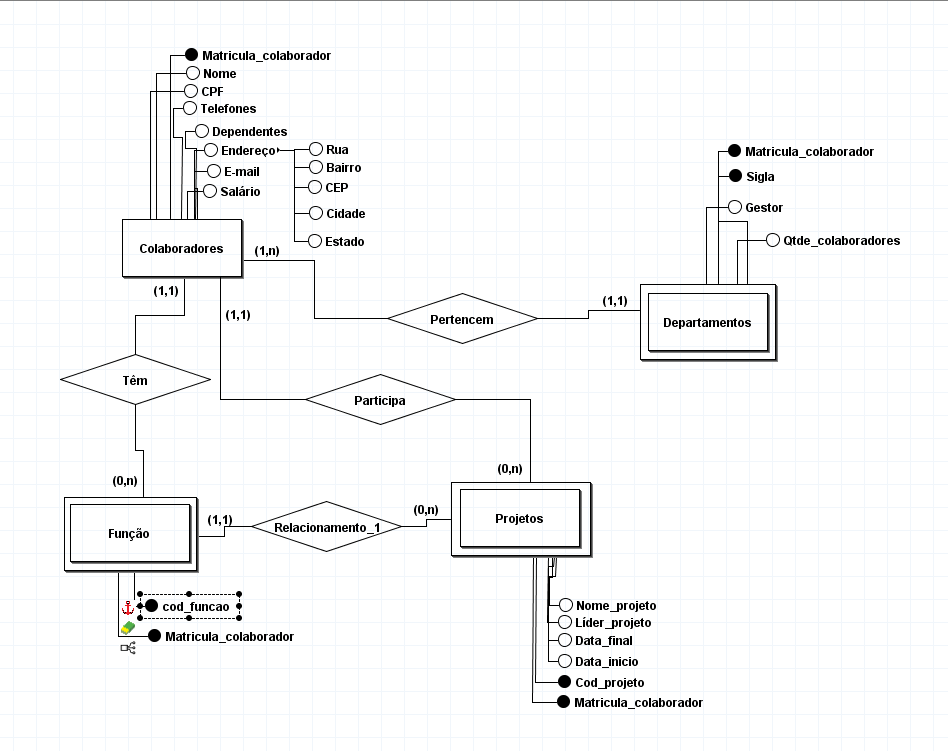 Matricula_colaborador
Nome
CPF
Telefones
Dependentes
Endereço
Rua
Bairro
E-mail
CEP
Salário
Cidade
Estado
Matricula_colaborador
Sigla
Gestor
Qtde_colaboradores
Colaboradores
(1,n)
(1,1)
(1,1)
(1,1)
Pertencem
Departamentos
Têm
Participa
(0,n)
(0,n)
Função
(1,1)
Relacionamento_1
(0,n)
Projetos
cod_funcao
Matricula_colaborador
Nome_projeto
Líder_projeto
Data_final
Data_inicio
Cod_projeto
Matricula_colaborador